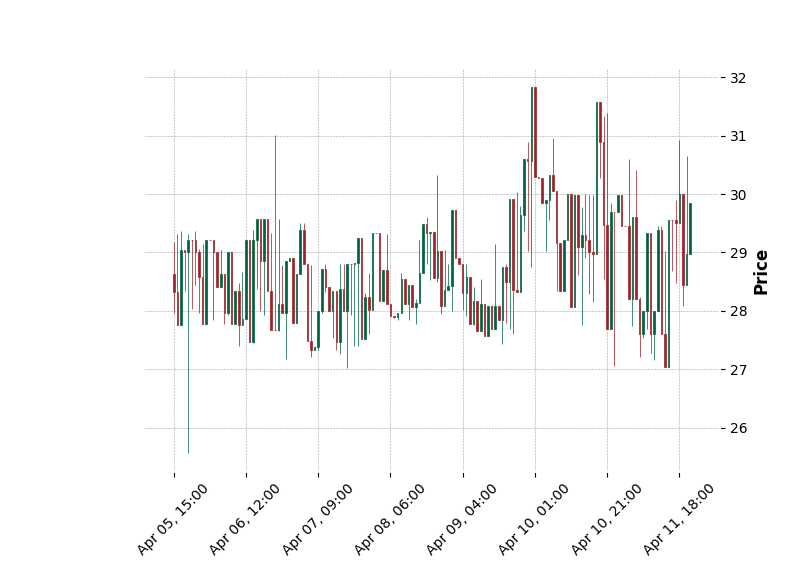 32
31
30
29
28
27
26
Price
Apr 05, 15:00
Apr 06, 12:00
Apr 07, 09:00
Apr 08, 06:00
Apr 09, 04:00
Apr 10, 01:00
Apr 10, 21:00
Apr 11, 18:00